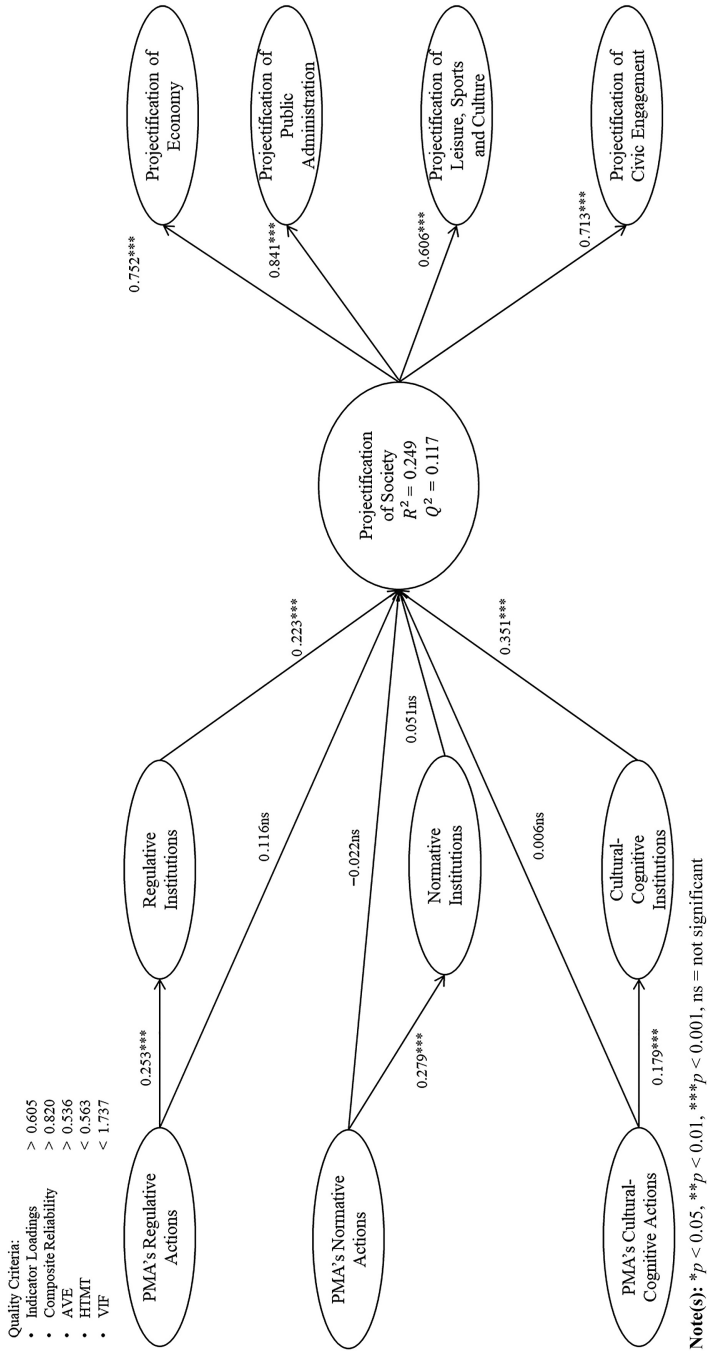 Quality Criteria:
• Indicator Loadings > 0.605
• Composite Reliability > 0.820
• AVE > 0.536
• HTMT < 0.563
• VIF < 1.737
PMA's Regulative
Actions
0.253***
Regulative
Institutions
0.223***
0.116ns
PMA's Normative
Actions
−0.022ns
0.279***
Normative
Institutions
0.051ns
PMA's Cultural-
Cognitive Actions
0.006ns
0.179***
Cultural-
Cognitive
Institutions
0.351***
Projectification
of Society
R² = 0.249
Q² = 0.117
0.752***
Projectification of
Economy
0.841***
Projectification of
Public
Administration
0.606***
Projectification of
Leisure, Sports
and Culture
0.713***
Projectification of
Civic Engagement
Note(s): *p < 0.05, **p < 0.01, ***p < 0.001, ns = not significant